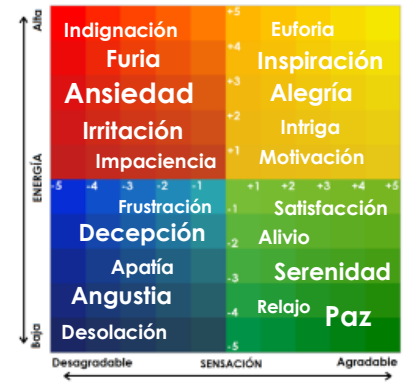 Alta
+5
Indignación
Euforia
+4
Furia
Inspiración
+3
Ansiedad
Alegría
+2
Irritación
Intriga
+1
Impaciencia
Motivación
ENERGÍA
-5 -4 -3 -2 -1 +1 +2 +3 +4 +5
Frustración
-1
Satisfacción
Decepción
Alivio
-2
Apatía
Serenidad
-3
Angustia
Relajo
Paz
-4
Desolación
-5
Baja
Desagradable SENSACIÓN Agradable